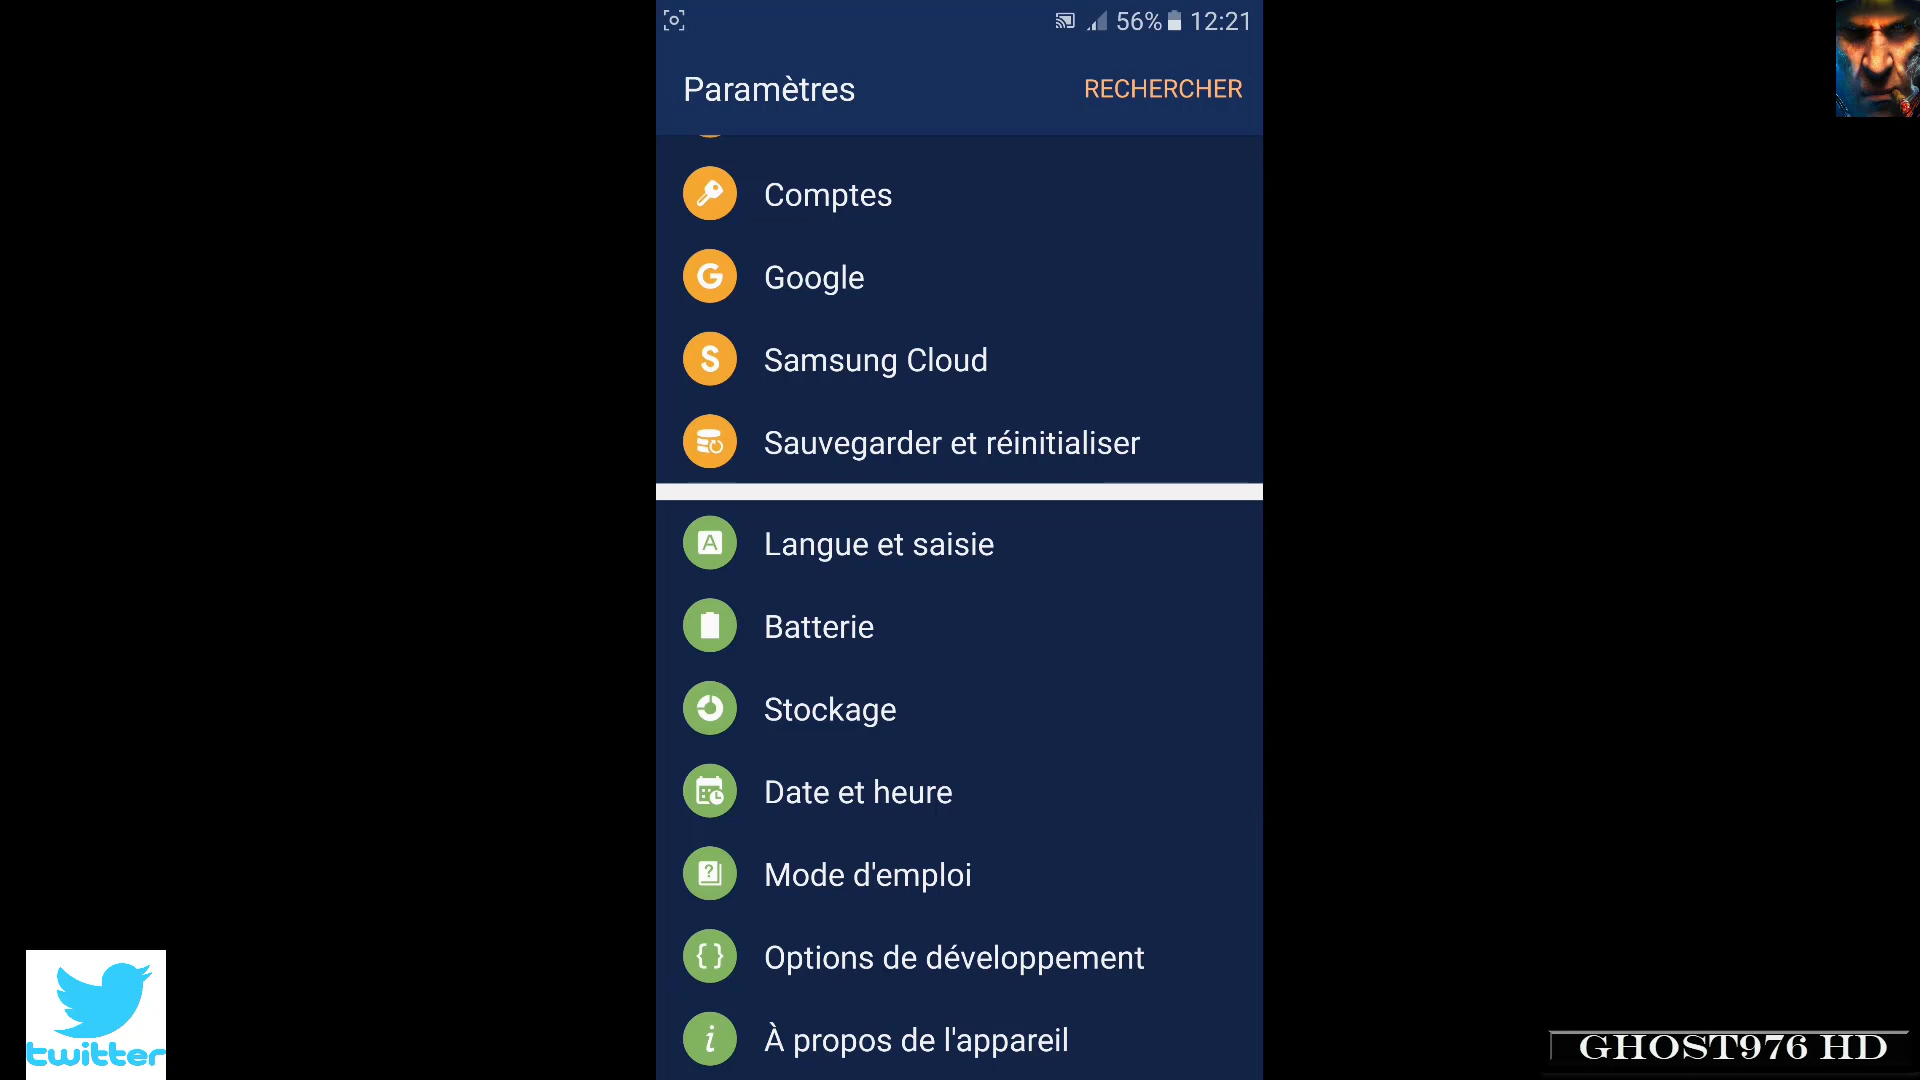 56% 12:21
Paramètres RECHERCHER
Comptes
Google
Samsung Cloud
Sauvegarder et réinitialiser
Langue et saisie
Batterie
Stockage
Date et heure
Mode d'emploi
Options de développement
À propos de l'appareil
twitter
GHOST976 HD